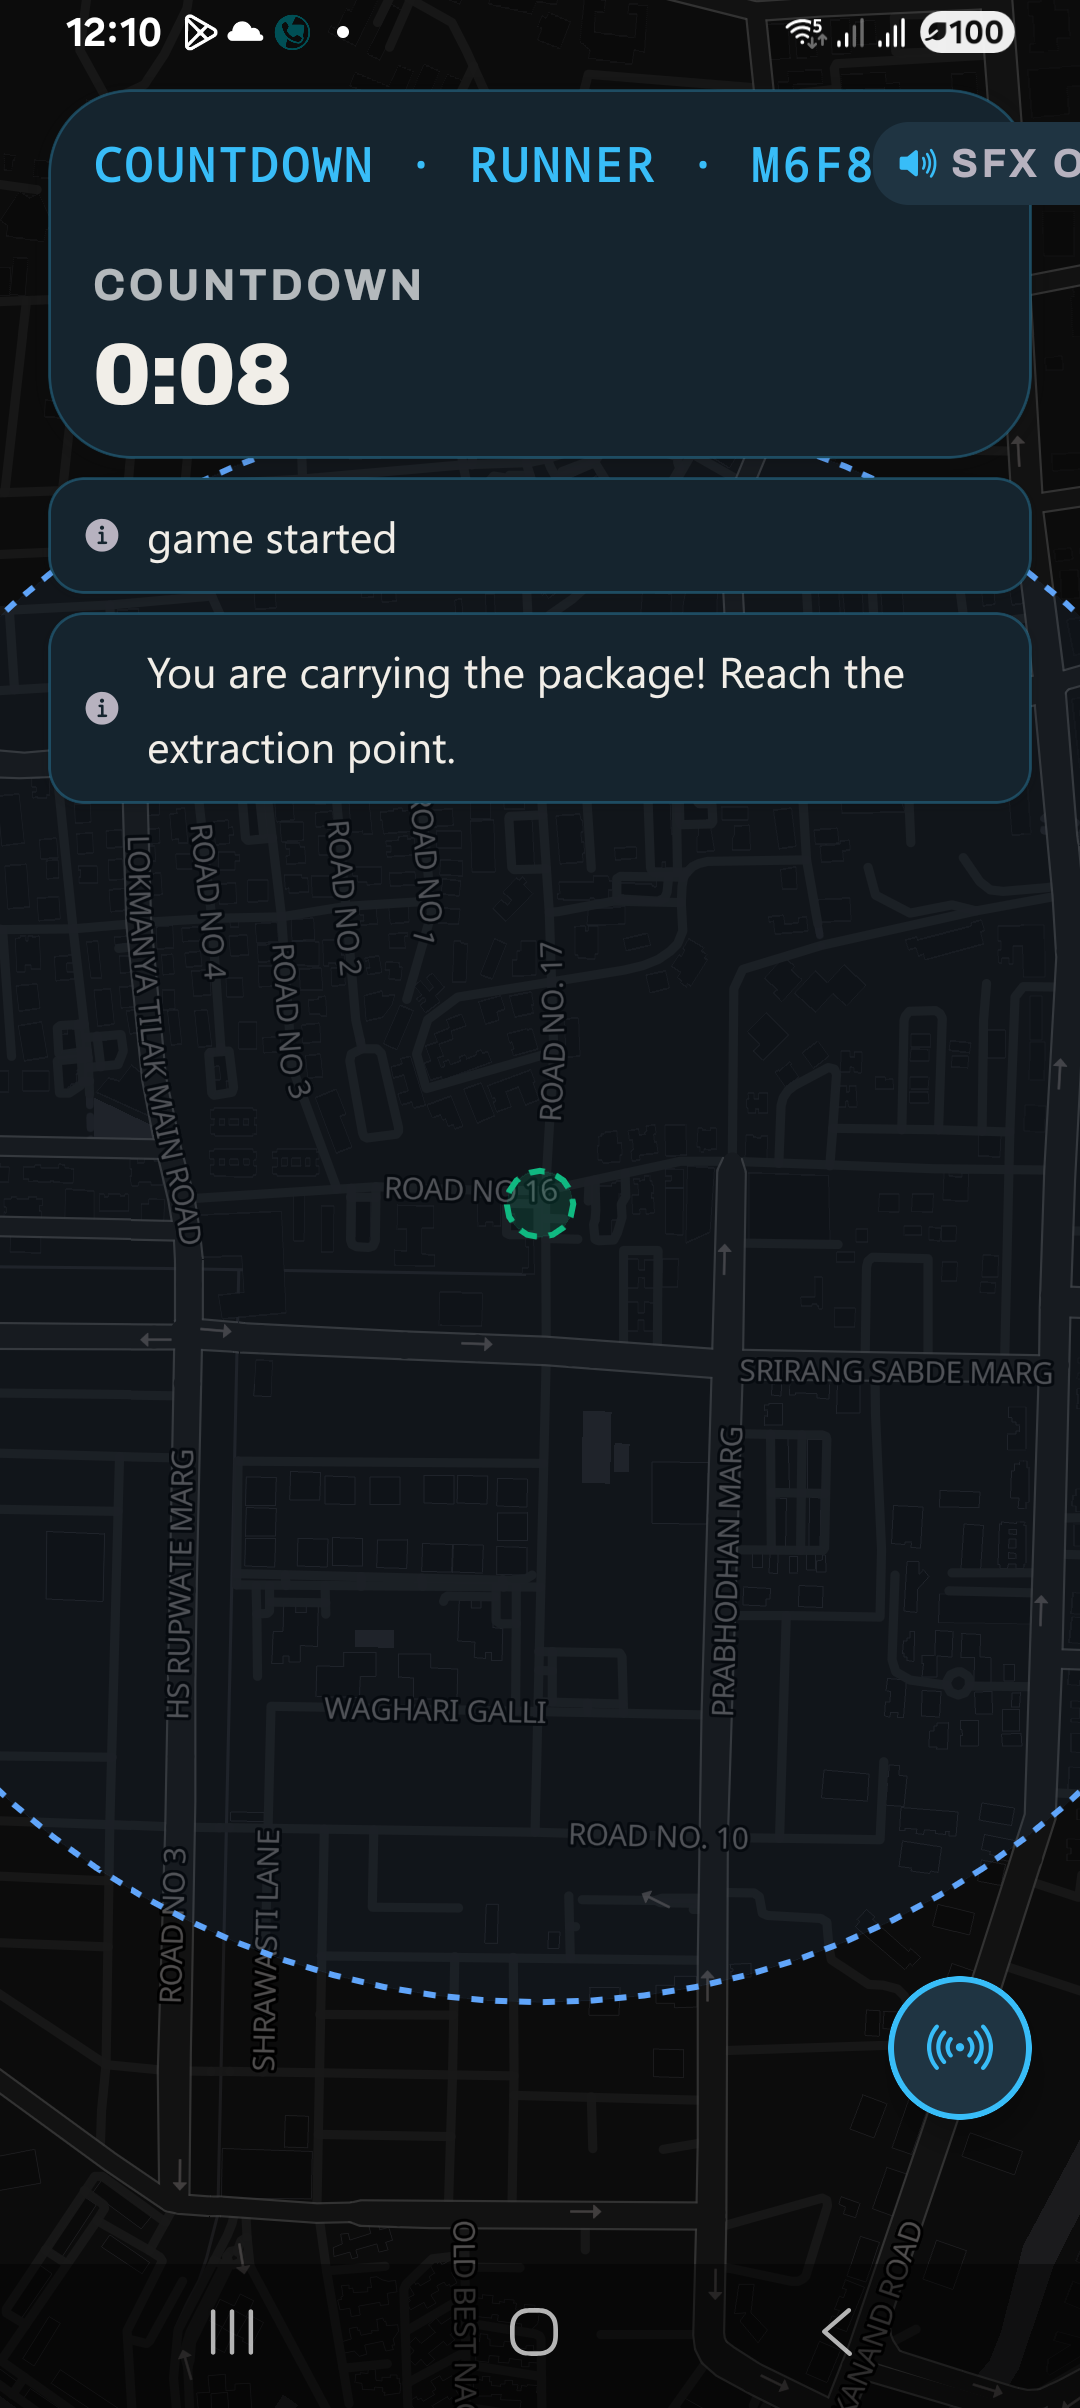 12:10
5
100
COUNTDOWN · RUNNER · M6F8
SFX O
COUNTDOWN
0:08
game started
You are carrying the package! Reach the
extraction point.
LOKMANYA TILAK MAIN ROAD
ROAD NO 4
ROAD NO 3
ROAD NO 2
ROAD NO 1
ROAD NO. 17
ROAD NO 16
SRIRANG SABDE MARG
HS RUPWATE MARG
PRABHODHAN MARG
WAGHARI GALLI
ROAD NO. 10
ROAD NO 3
SHRAWASTI LANE
OLD BEST NA
KANAND ROAD